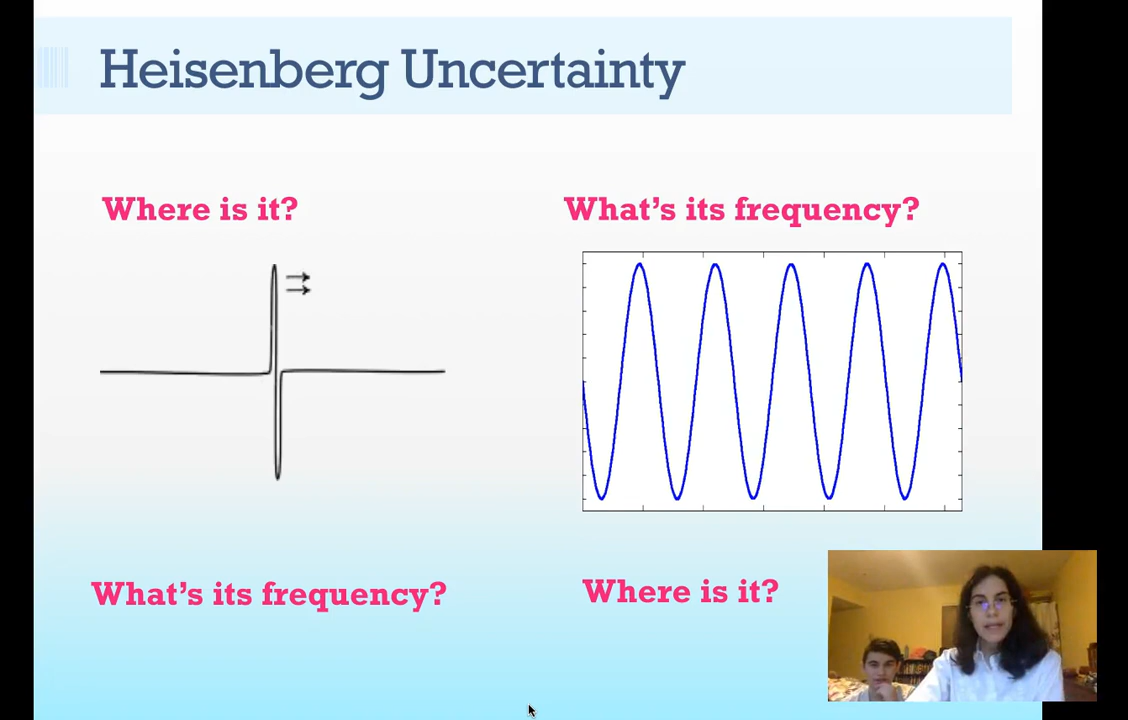 Heisenberg Uncertainty
Where is it?
What's its frequency?
What's its frequency?
Where is it?